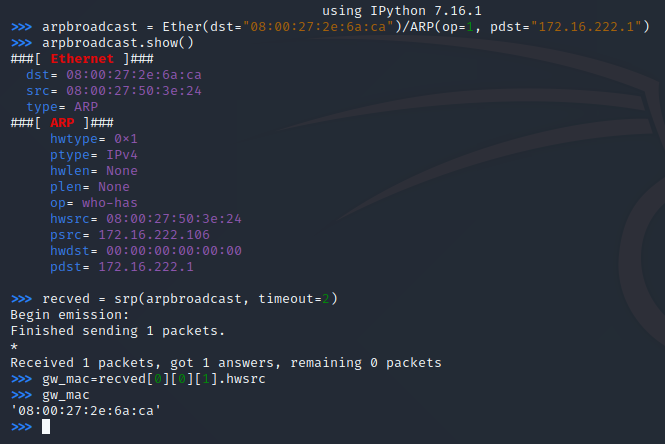 using IPython 7.16.1
>>> arpbroadcast = Ether(dst="08:00:27:2e:6a:ca")/ARP(op=1, pdst="172.16.222.1")
>>> arpbroadcast.show()
###[ Ethernet ]###
dst= 08:00:27:2e:6a:ca
src= 08:00:27:50:3e:24
type= ARP
###[ ARP ]###
hwtype= 0×1
ptype= IPv4
hwlen= None
plen= None
op= who-has
hwsrc= 08:00:27:50:3e:24
psrc= 172.16.222.106
hwdst= 00:00:00:00:00:00
pdst= 172.16.222.1
>>> recved = srp(arpbroadcast, timeout=2)
Begin emission:
Finished sending 1 packets.
*
Received 1 packets, got 1 answers, remaining 0 packets
>>> gw_mac=recved[0][0][1].hwsrc
>>> gw_mac
'08:00:27:2e:6a:ca'
>>>